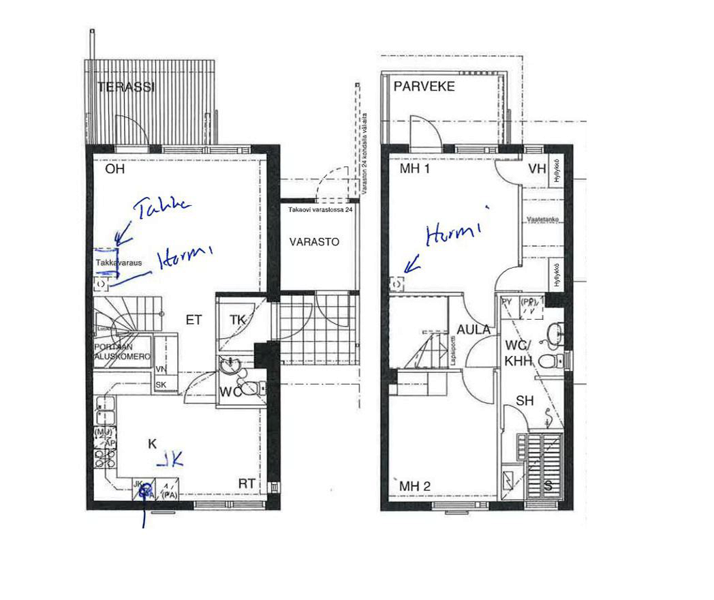 TERASSI
OH
Takka
Takkavaraus
Hormi
VARASTO
Takaovi varastossa 24
Varaston 24 kohdalla väliaita
ET
TK
PORTAAN
ALUSKOMERO
VN
SK
WC
K
JK
RT
(PA)
JK
AP
PARVEKE
MH 1
VH
Hyllykkö
Vaatetanko
Hyllykkö
Hormi
PY
AULA
Lapsiportti
WC/
KHH
SH
S
MH 2